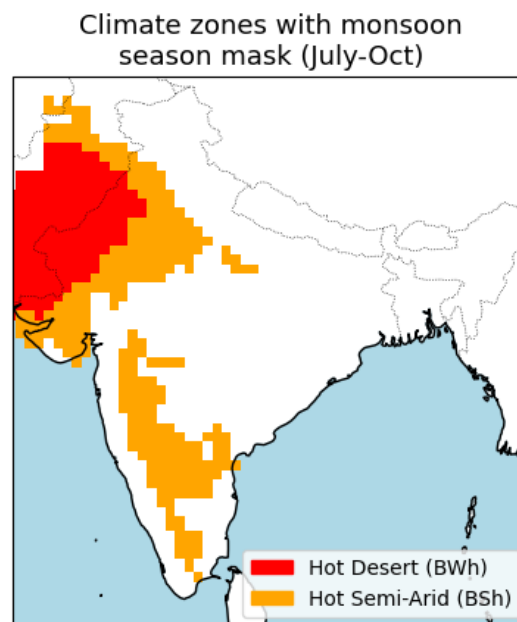 Climate zones with monsoon
season mask (July-Oct)
Hot Desert (BWh)
Hot Semi-Arid (BSh)